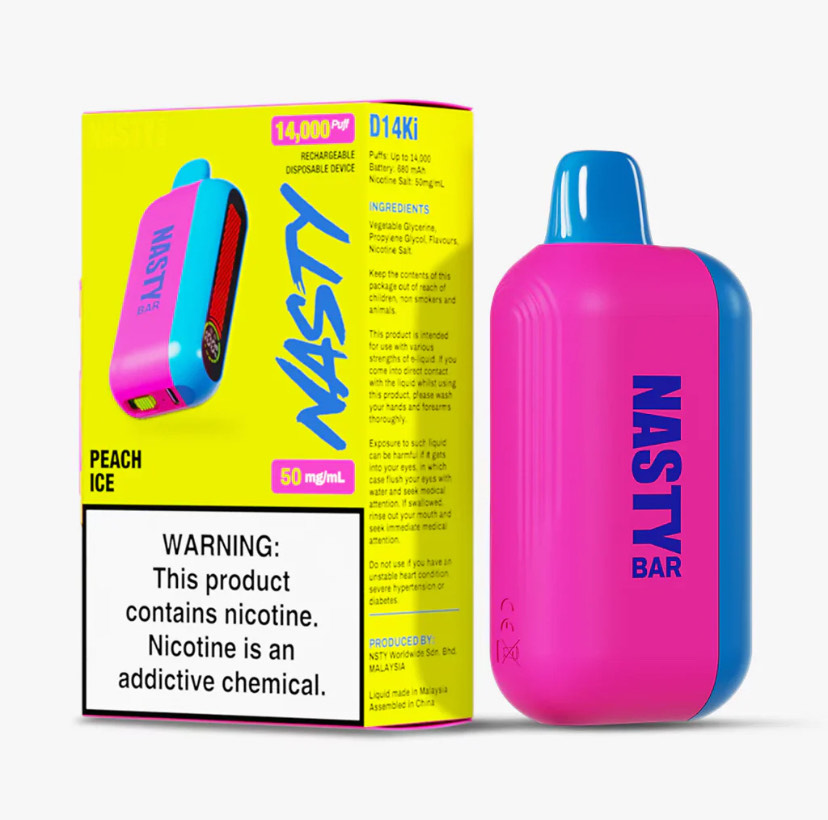 14,000 Puff
RECHARGEABLE
DISPOSABLE DEVICE
NASTY
NASTY
BAR
PEACH
ICE
50 mg/mL
WARNING:
This product
contains nicotine.
Nicotine is an
addictive chemical.
D14Ki
Puffs: Up to 14,000
Battery: 680 mAh
Nicotine Salt: 50mg/mL
INGREDIENTS
Vegetable Glycerine,
Propylene Glycol, Flavours,
Nicotine Salt.
Keep the contents of this
package out of reach of
children, non smokers and
animals.
This product is intended
for use with various
strengths of e-liquid. If you
come into direct contact
with the liquid whilst using
this product, please wash
your hands and forearms
thoroughly.
Exposure to such liquid
can be harmful if it gets
into your eyes, in which
case flush your eyes with
water and seek medical
attention. If swallowed,
rinse out your mouth and
seek immediate medical
attention.
Do not use if you have an
unstable heart condition,
severe hypertension or
diabetes.
PRODUCED BY:
NSTY Worldwide Sdn. Bhd.
MALAYSIA
Liquid made in Malaysia
Assembled in China
NASTY
BAR
CE